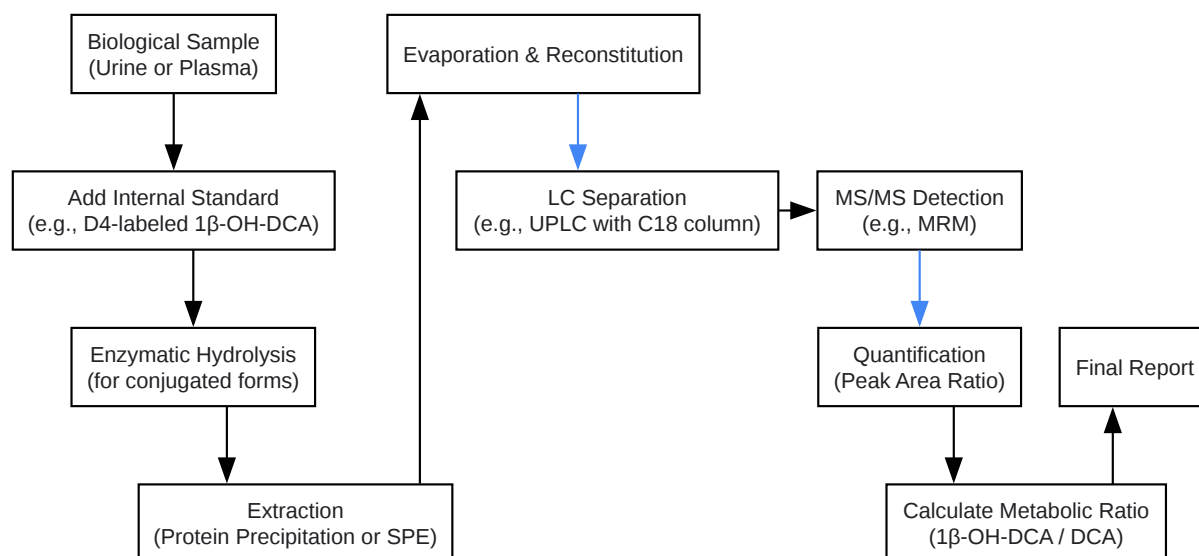 Biological Sample
(Urine or Plasma)
Add Internal Standard
(e.g., D4-labeled 1β-OH-DCA)
Enzymatic Hydrolysis
(for conjugated forms)
Extraction
(Protein Precipitation or SPE)
Evaporation & Reconstitution
LC Separation
(e.g., UPLC with C18 column)
MS/MS Detection
(e.g., MRM)
Quantification
(Peak Area Ratio)
Calculate Metabolic Ratio
(1β-OH-DCA / DCA)
Final Report